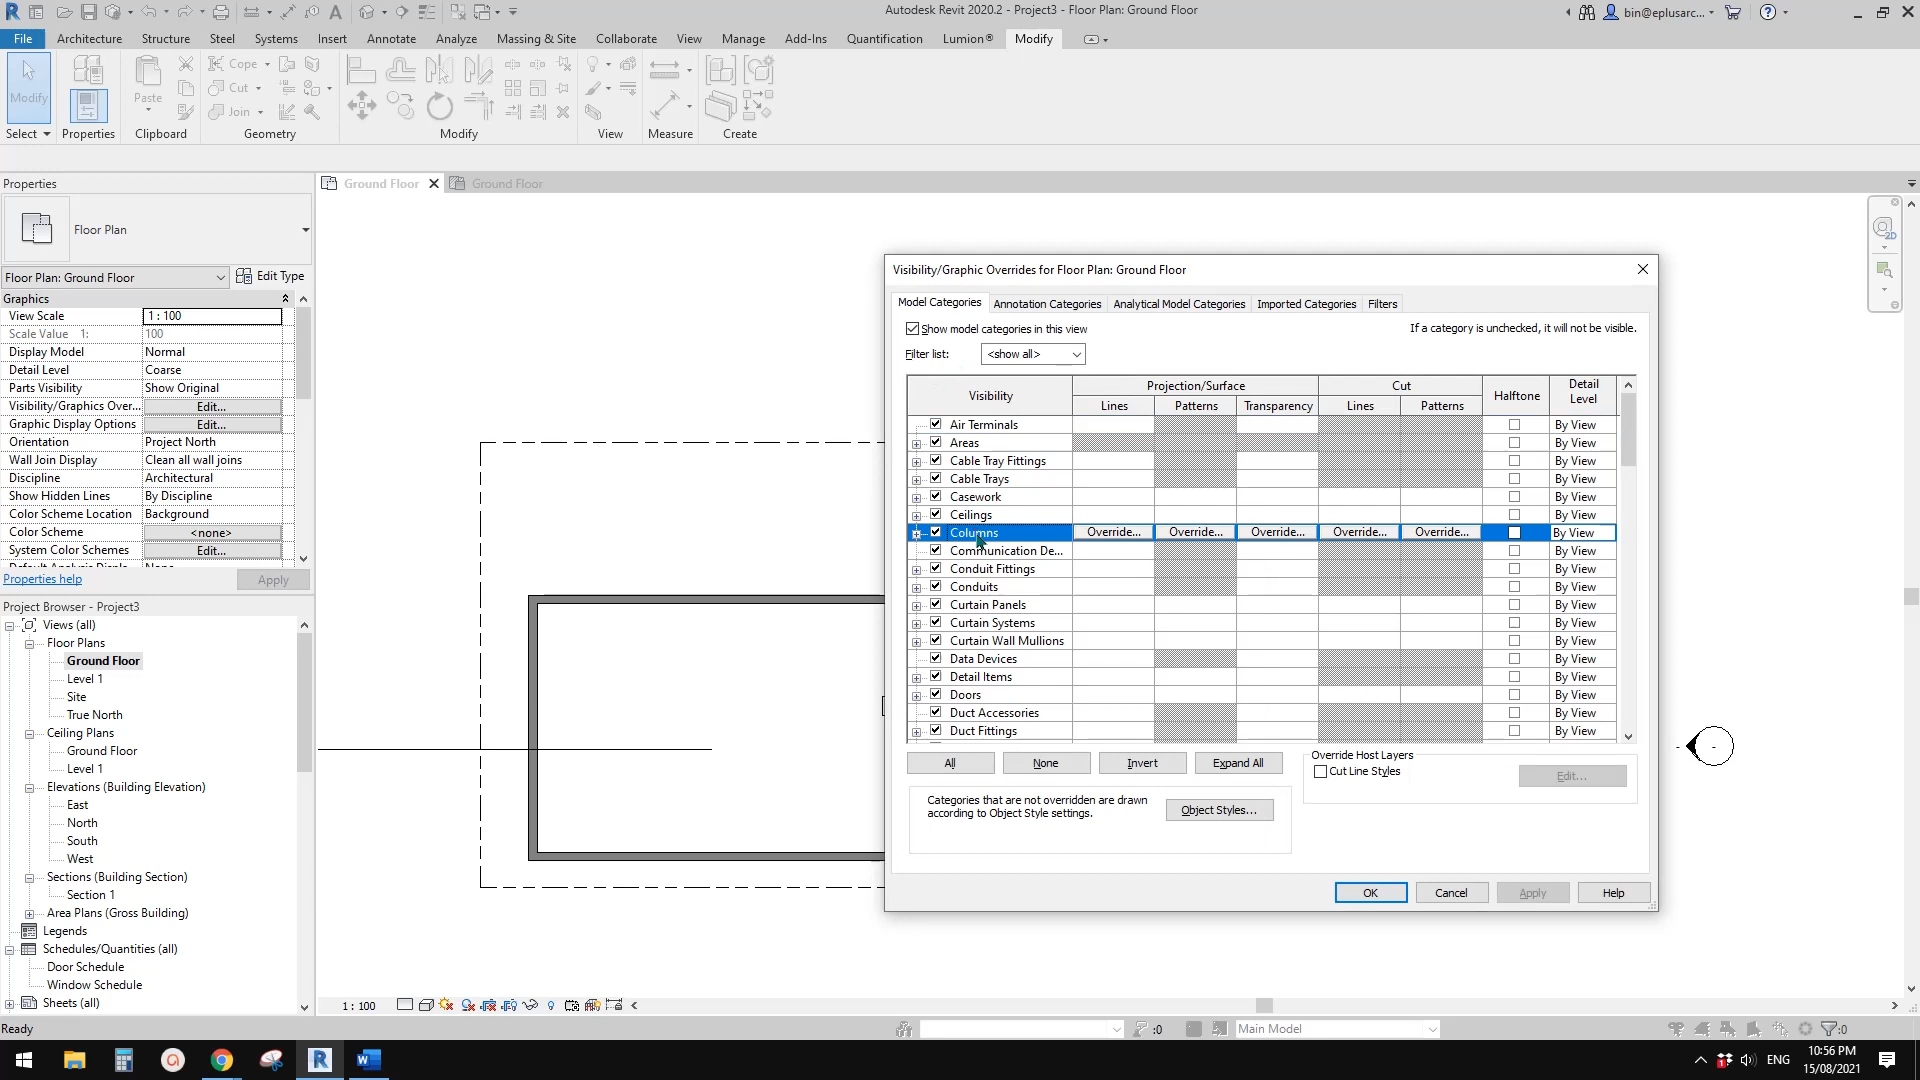 Autodesk Revit 2020.2 - Project3 - Floor Plan: Ground Floor
bin@eplusarc...
File Architecture Structure Steel Systems Insert Annotate Analyze Massing & Site Collaborate View Manage Add-Ins Quantification Lumion® Modify
Modify Paste Cope Cut Join
Select Properties Clipboard Geometry Modify View Measure Create
Properties
Ground Floor
Ground Floor
Floor Plan
Floor Plan: Ground Floor Edit Type
Graphics
View Scale 1 : 100
Scale Value 1: 100
Display Model Normal
Detail Level Coarse
Parts Visibility Show Original
Visibility/Graphics Over... Edit...
Graphic Display Options Edit...
Orientation Project North
Wall Join Display Clean all wall joins
Discipline Architectural
Show Hidden Lines By Discipline
Color Scheme Location Background
Color Scheme <none>
System Color Schemes Edit...
Properties help Apply
Project Browser - Project3
Views (all)
Floor Plans
Ground Floor
Level 1
Site
True North
Ceiling Plans
Ground Floor
Level 1
Elevations (Building Elevation)
East
North
South
West
Sections (Building Section)
Section 1
Area Plans (Gross Building)
Legends
Schedules/Quantities (all)
Door Schedule
Window Schedule
Sheets (all)
Visibility/Graphic Overrides for Floor Plan: Ground Floor
Model Categories Annotation Categories Analytical Model Categories Imported Categories Filters
Show model categories in this view If a category is unchecked, it will not be visible.
Filter list: <show all>
Visibility Projection/Surface Cut Halftone Detail Level
Lines Patterns Transparency Lines Patterns
Air Terminals By View
Areas By View
Cable Tray Fittings By View
Cable Trays By View
Casework By View
Ceilings By View
Columns Override... Override... Override... Override... Override... By View
Communication De... By View
Conduit Fittings By View
Conduits By View
Curtain Panels By View
Curtain Systems By View
Curtain Wall Mullions By View
Data Devices By View
Detail Items By View
Doors By View
Duct Accessories By View
Duct Fittings By View
All None Invert Expand All
Override Host Layers
Cut Line Styles Edit...
Categories that are not overridden are drawn
according to Object Style settings.
Object Styles...
OK Cancel Apply Help
1 : 100
Ready :0 Main Model :0
ENG
10:56 PM
15/08/2021